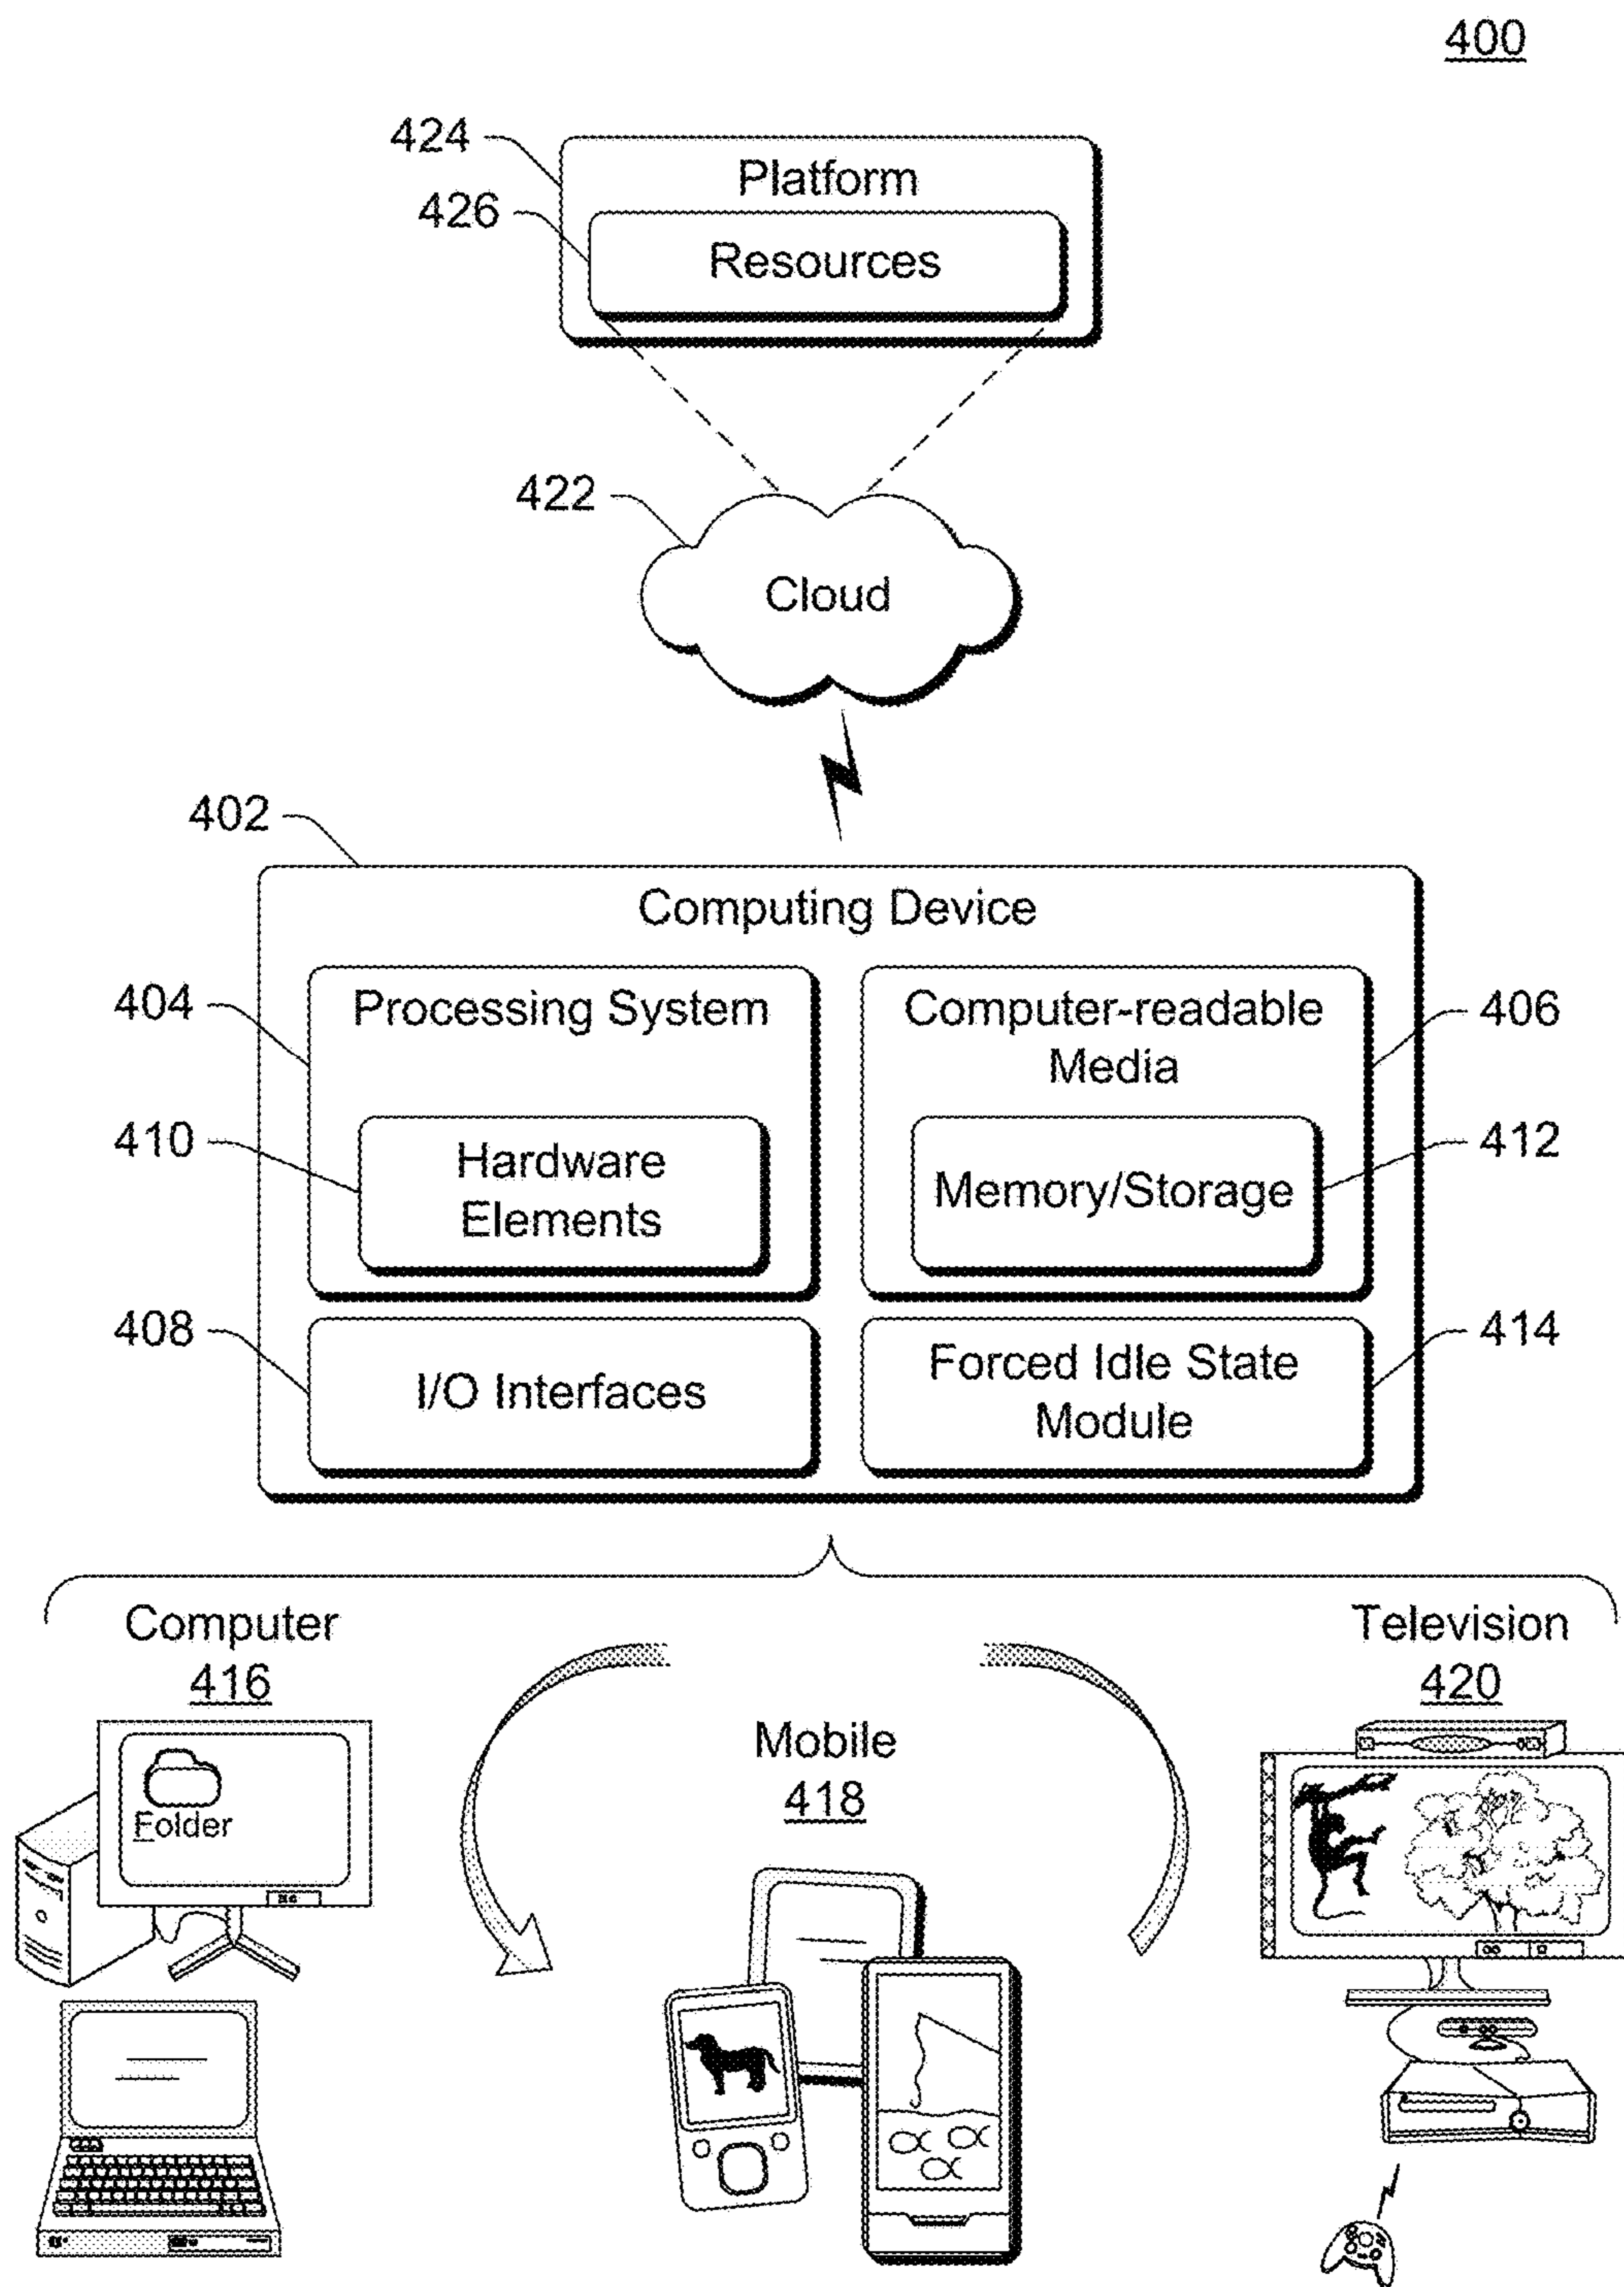 400
424
Platform
426
Resources
422
Cloud
402
Computing Device
404
Processing System
Computer-readable
Media
406
410
Hardware
Elements
Memory/Storage
412
408
I/O Interfaces
Forced Idle State
Module
414
Computer
416
Mobile
418
Television
420
Folder